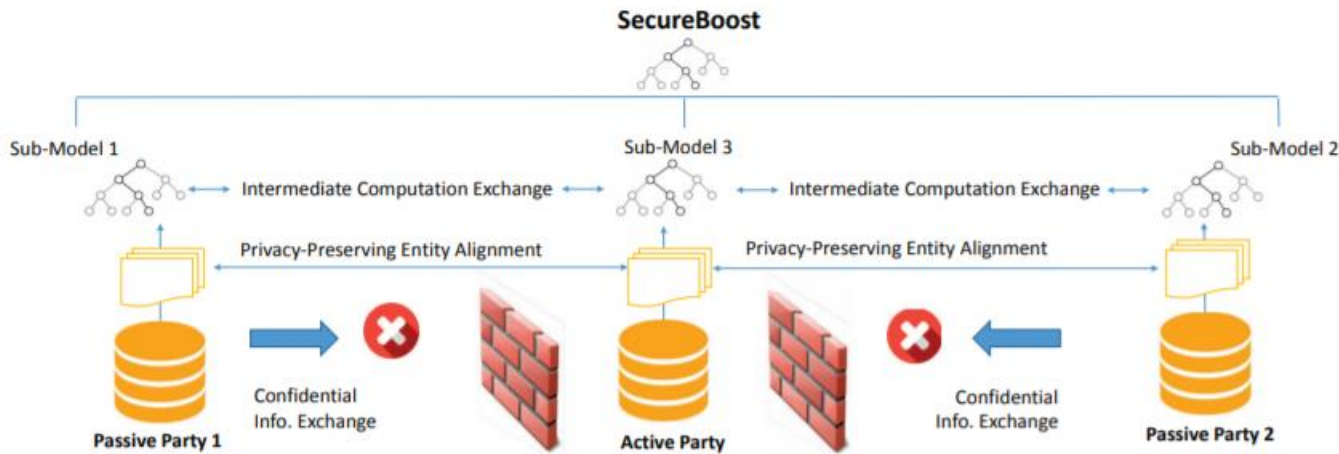 SecureBoost
Sub-Model 1
Sub-Model 3
Sub-Model 2
Intermediate Computation Exchange
Intermediate Computation Exchange
Privacy-Preserving Entity Alignment
Privacy-Preserving Entity Alignment
Confidential
Info. Exchange
Confidential
Info. Exchange
Passive Party 1
Active Party
Passive Party 2